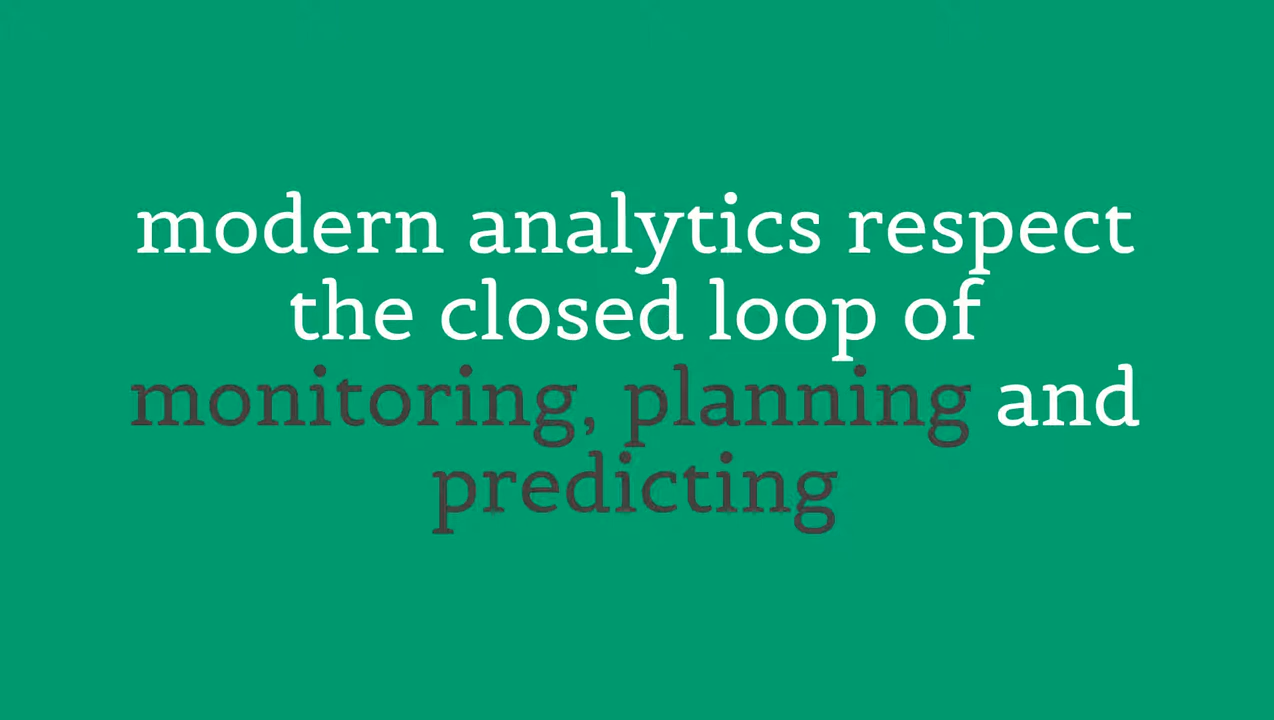 modern analytics respect
the closed loop of
monitoring, planning and
predicting